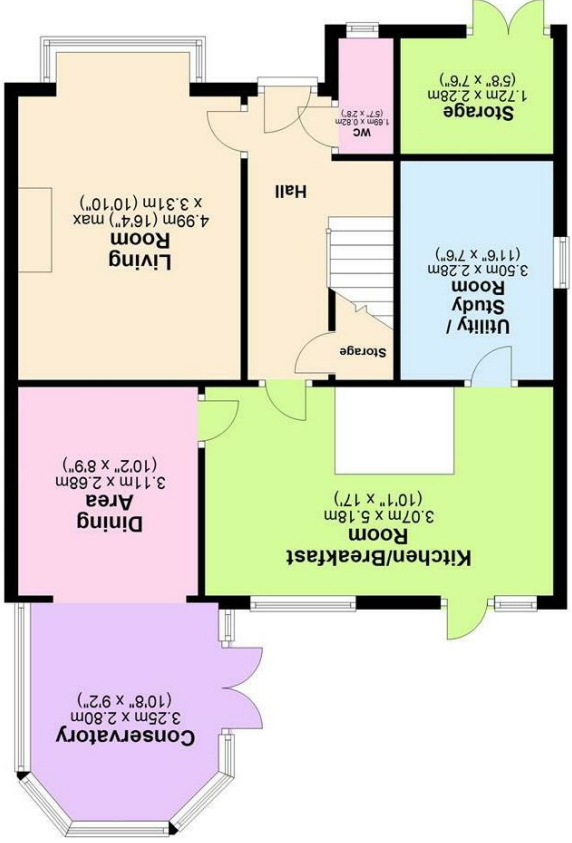 Conservatory
3.25m x 2.80m
(10'8" x 9'2")
Kitchen/Breakfast
Room
3.07m x 5.18m
(10'1" x 17')
Dining
Area
3.11m x 2.68m
(10'2" x 8'9")
Utility /
Study
Room
3.50m x 2.28m
(11'6" x 7'6")
Storage
Hall
Living
Room
4.99m (16'4") max
x 3.31m (10'10")
Storage
1.72m x 2.28m
(5'8" x 7'6")
WC
1.69m x 0.82m
(5'7" x 2'8")